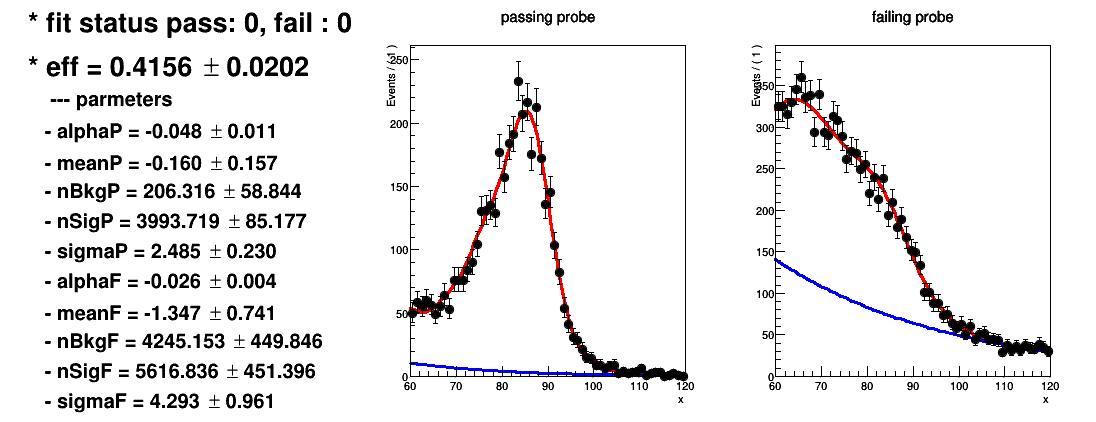 * fit status pass: 0, fail : 0
* eff = 0.4156 ± 0.0202
--- parmeters
- alphaP = -0.048 ± 0.011
- meanP = -0.160 ± 0.157
- nBkgP = 206.316 ± 58.844
- nSigP = 3993.719 ± 85.177
- sigmaP = 2.485 ± 0.230
- alphaF = -0.026 ± 0.004
- meanF = -1.347 ± 0.741
- nBkgF = 4245.153 ± 449.846
- nSigF = 5616.836 ± 451.396
- sigmaF = 4.293 ± 0.961
passing probe
Events / ( 1 )
250
200
150
100
50
0
60 70 80 90 100 110 120
x
failing probe
Events / ( 1 )
350
300
250
200
150
100
50
0
60 70 80 90 100 110 120
x